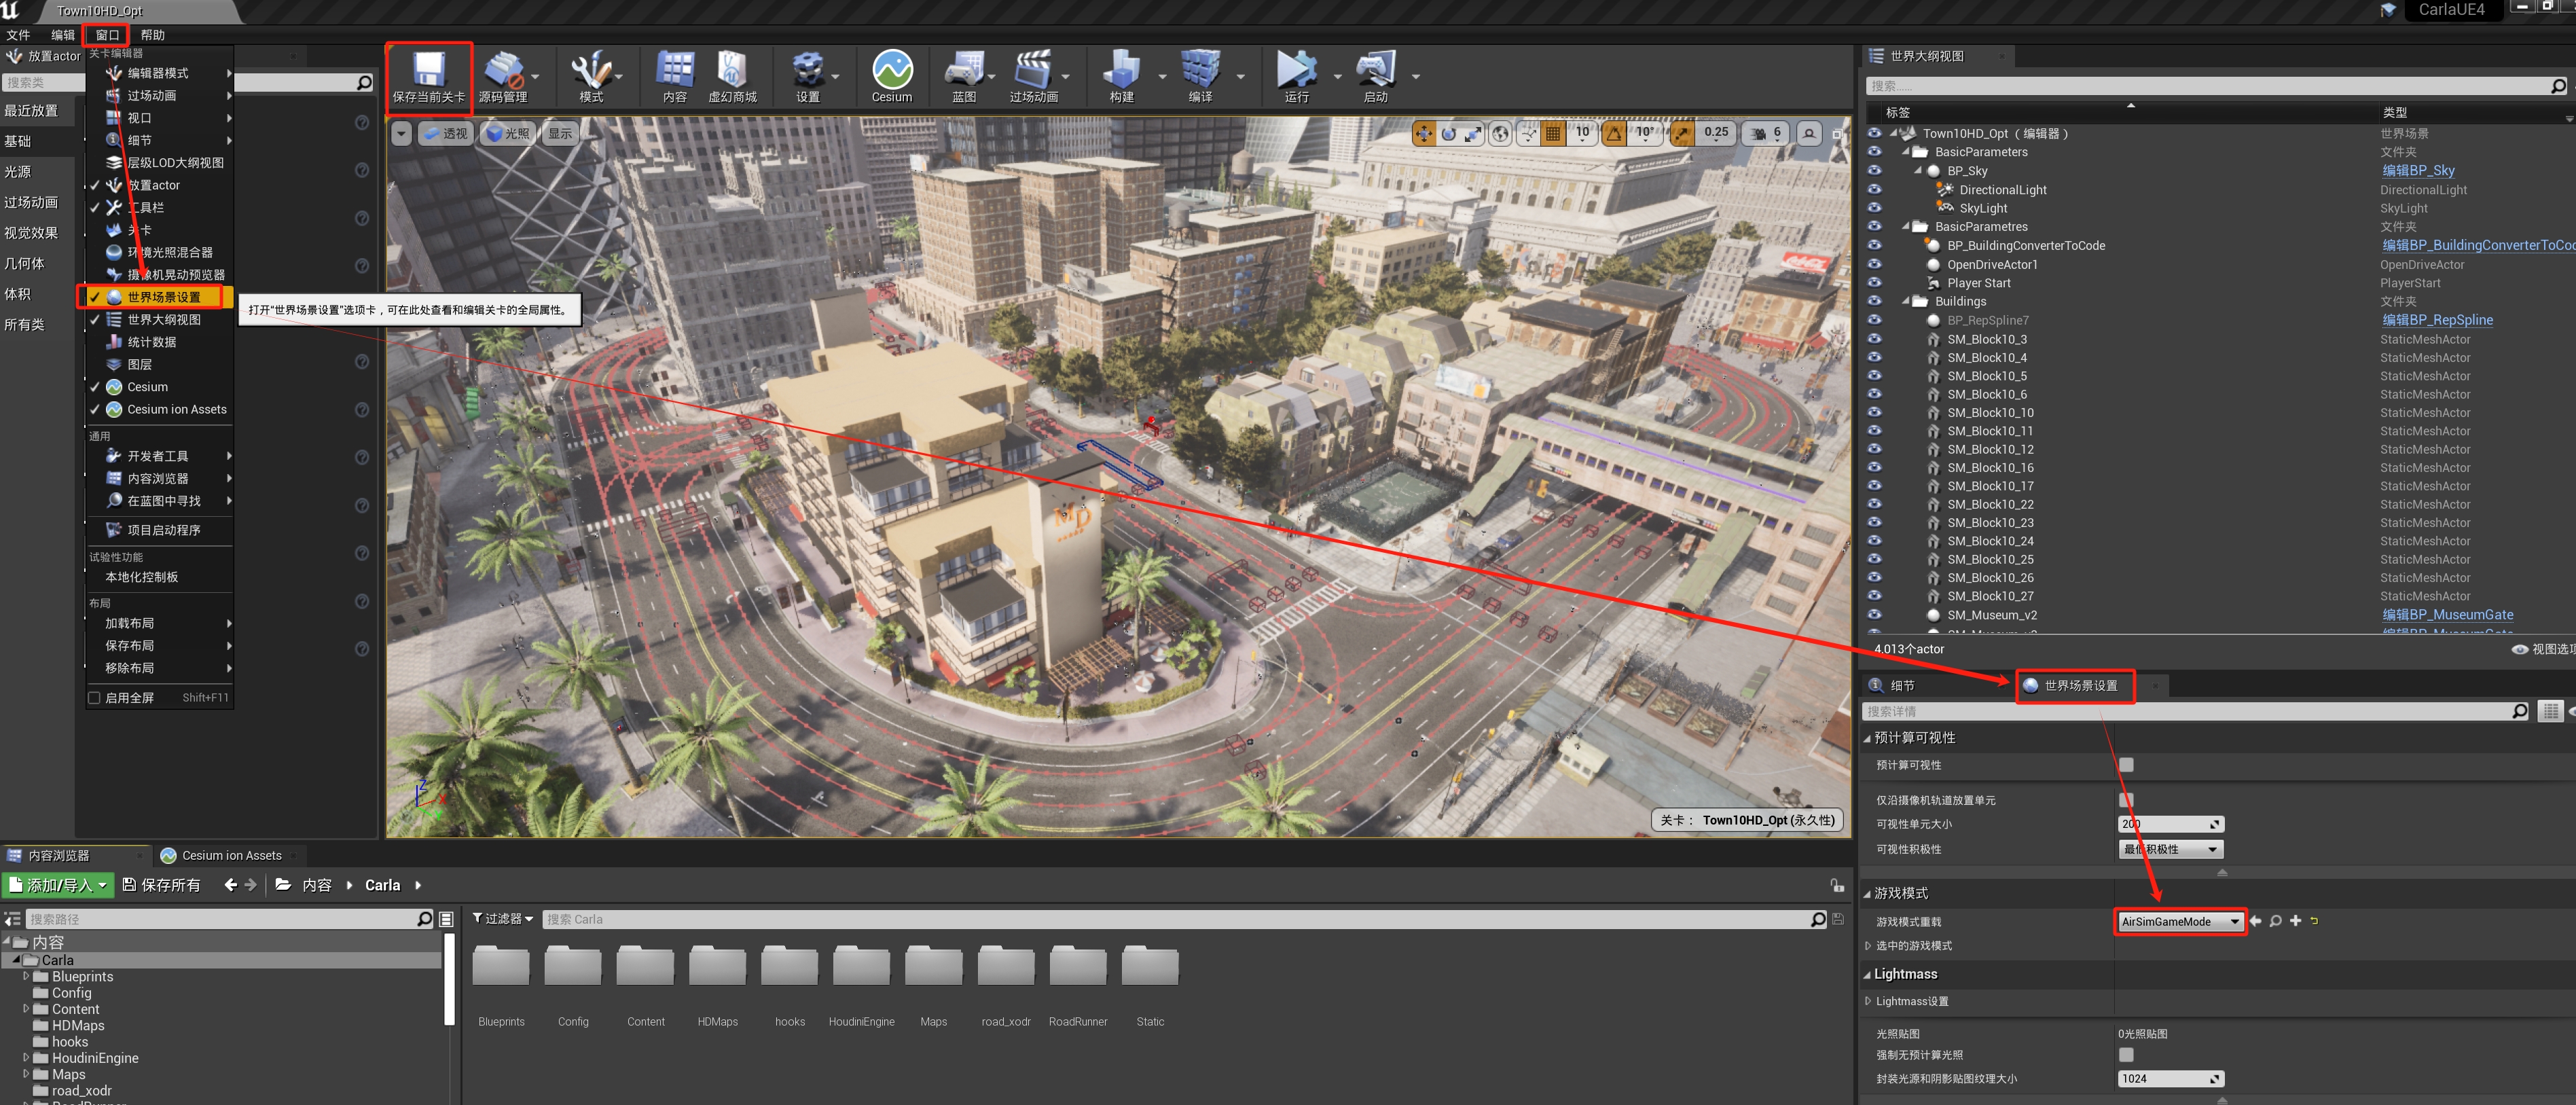 Town10HD_Opt
CarlaUE4
文件
编辑
窗口
帮助
放置actor
搜索类
最近放置
基础
光源
过场动画
视觉效果
几何体
体积
所有类
关卡编辑器
编辑器模式
过场动画
视口
细节
层级LOD大纲视图
放置actor
工具栏
关卡
环境光照混合器
摄像机晃动预览器
世界场景设置
世界大纲视图
统计数据
图层
Cesium
Cesium ion Assets
通用
开发者工具
内容浏览器
在蓝图中寻找
项目启动程序
试验性功能
本地化控制板
布局
加载布局
保存布局
移除布局
启用全屏 Shift+F11
打开“世界场景设置”选项卡，可在此处查看和编辑关卡的全局属性。
保存当前关卡
源码管理
模式
内容
虚幻商城
设置
Cesium
蓝图
过场动画
构建
编译
运行
启动
透视
光照
显示
10
10°
0.25
6
MD
关卡： Town10HD_Opt (永久性)
世界大纲视图
搜索......
标签 类型
Town10HD_Opt（编辑器） 世界场景
BasicParameters 文件夹
BP_Sky 编辑BP_Sky
DirectionalLight DirectionalLight
SkyLight SkyLight
BasicParametres 文件夹
BP_BuildingConverterToCode 编辑BP_BuildingConverterToCoc
OpenDriveActor1 OpenDriveActor
Player Start PlayerStart
Buildings 文件夹
BP_RepSpline7 编辑BP_RepSpline
SM_Block10_3 StaticMeshActor
SM_Block10_4 StaticMeshActor
SM_Block10_5 StaticMeshActor
SM_Block10_6 StaticMeshActor
SM_Block10_10 StaticMeshActor
SM_Block10_11 StaticMeshActor
SM_Block10_12 StaticMeshActor
SM_Block10_16 StaticMeshActor
SM_Block10_17 StaticMeshActor
SM_Block10_22 StaticMeshActor
SM_Block10_23 StaticMeshActor
SM_Block10_24 StaticMeshActor
SM_Block10_25 StaticMeshActor
SM_Block10_26 StaticMeshActor
SM_Block10_27 StaticMeshActor
SM_Museum_v2 编辑BP_MuseumGate
4,013个actor 视图选项
细节
世界场景设置
搜索详情
预计算可视性
预计算可视性
仅沿摄像机轨道放置单元
可视性单元大小 200
可视性积极性 最低积极性
游戏模式
游戏模式重载 AirSimGameMode
选中的游戏模式
Lightmass
Lightmass设置
光照贴图 0光照贴图
强制无预计算光照
封装光源和阴影贴图纹理大小 1024
内容浏览器
Cesium ion Assets
添加/导入
保存所有
内容
Carla
搜索路径
过滤器
搜索 Carla
内容
Carla
Blueprints
Config
Content
HDMaps
hooks
HoudiniEngine
Maps
road_xodr
Blueprints
Config
Content
HDMaps
hooks
HoudiniEngine
Maps
road_xodr
RoadRunner
Static